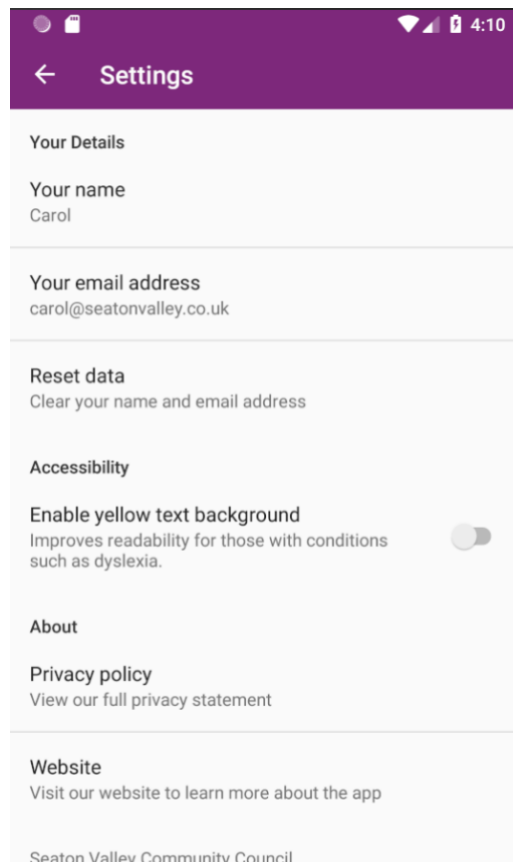 4:10
Settings
Your Details
Your name
Carol
Your email address
carol@seatonvalley.co.uk
Reset data
Clear your name and email address
Accessibility
Enable yellow text background
Improves readability for those with conditions
such as dyslexia.
About
Privacy policy
View our full privacy statement
Website
Visit our website to learn more about the app
Seaton Valley Community Council